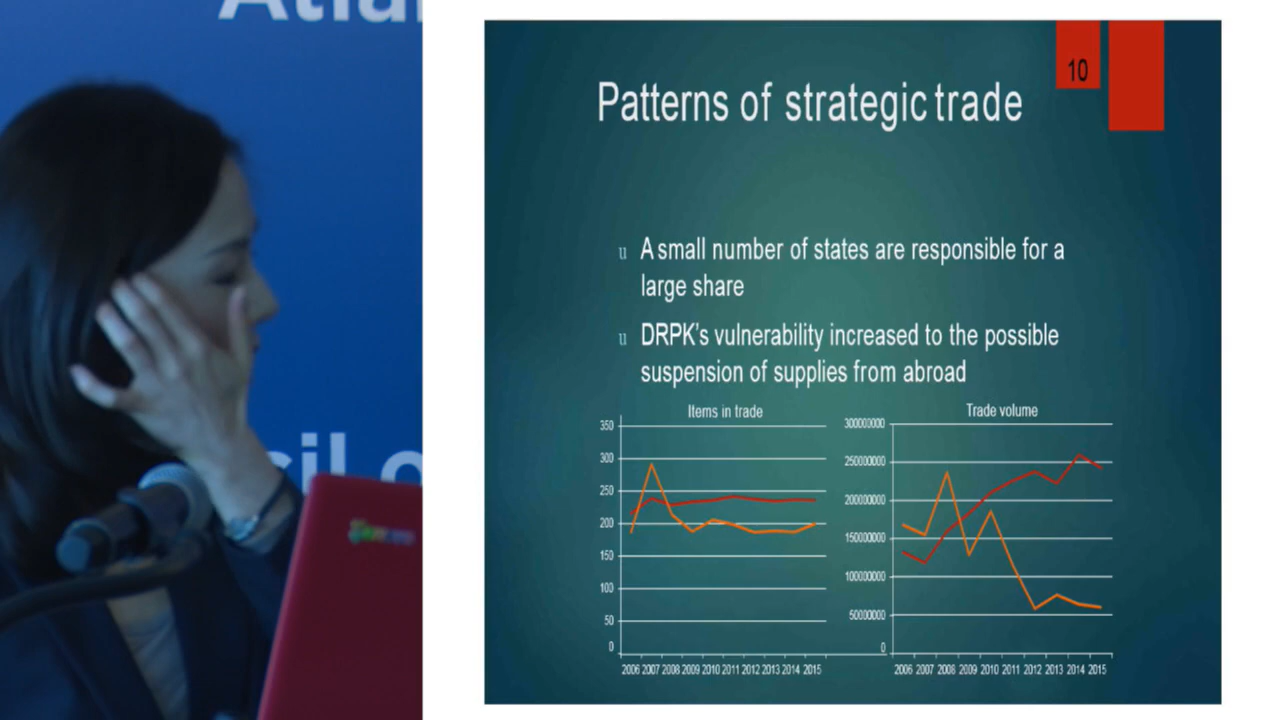 Atla
cil o
10
Patterns of strategic trade
u A small number of states are responsible for a
large share
u DRPK's vulnerability increased to the possible
suspension of supplies from abroad
Items in trade
350
300
250
200
150
100
50
0
2006 2007 2008 2009 2010 2011 2012 2013 2014 2015
Trade volume
300000000
250000000
200000000
150000000
100000000
50000000
0
2006 2007 2008 2009 2010 2011 2012 2013 2014 2015